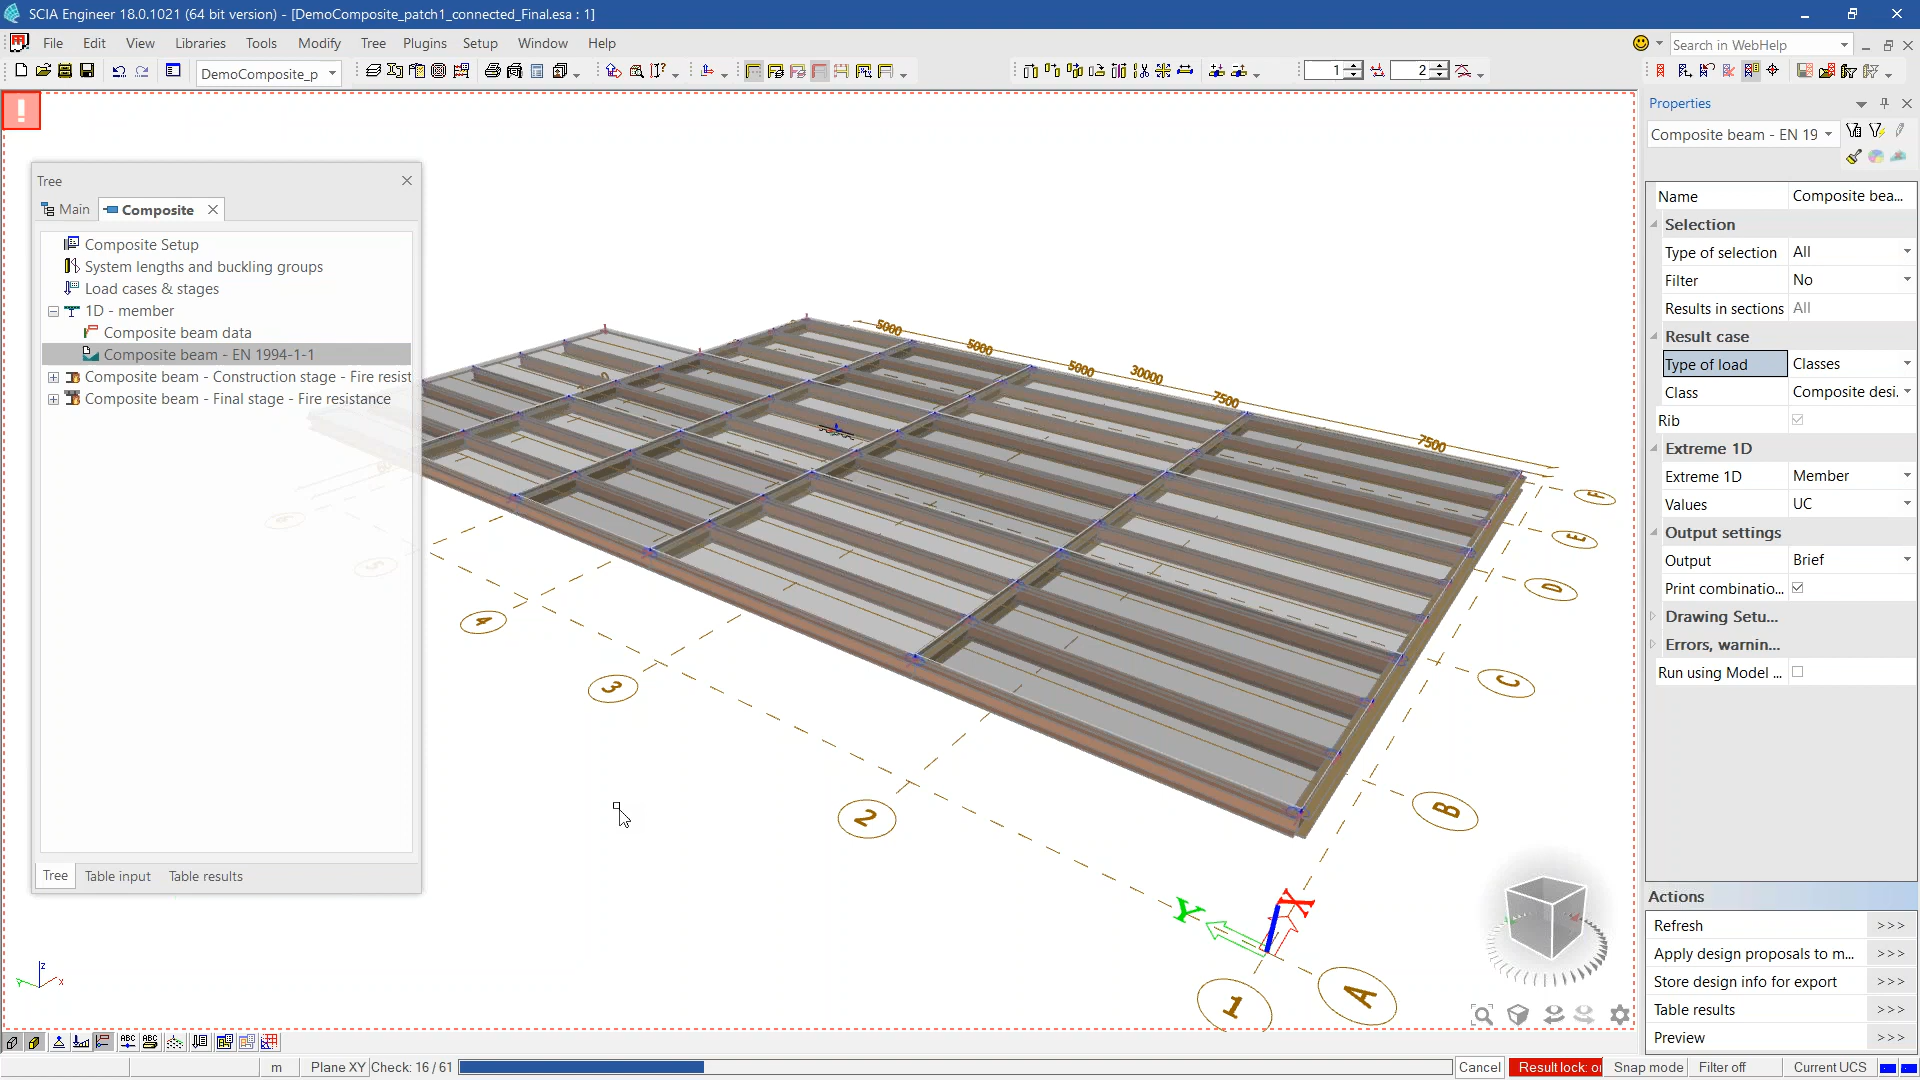 SCIA Engineer 18.0.1021 (64 bit version) - [DemoComposite_patch1_connected_Final.esa : 1]
File Edit View Libraries Tools Modify Tree Plugins Setup Window Help
Search in WebHelp
DemoComposite_p
1
2
Properties
Composite beam - EN 19
Name Composite bea...
Selection
Type of selection All
Filter No
Results in sections All
Result case
Type of load Classes
Class Composite desi.
Rib
Extreme 1D
Extreme 1D Member
Values UC
Output settings
Output Brief
Print combinatio...
Drawing Setu...
Errors, warnin...
Run using Model ...
Actions
Refresh >>>
Apply design proposals to m... >>>
Store design info for export >>>
Table results >>>
Preview >>>
Tree
Main Composite
Composite Setup
System lengths and buckling groups
Load cases & stages
1D - member
Composite beam data
Composite beam - EN 1994-1-1
Composite beam - Construction stage - Fire resist
Composite beam - Final stage - Fire resistance
Tree Table input Table results
5000
5000
5000
30000
7500
7500
F
E
D
C
B
A
1
2
3
4
5
6
X
Y
z
x
ABC
ABC
m Plane XY Check: 16 / 61 Cancel Result lock: on Snap mode Filter off Current UCS